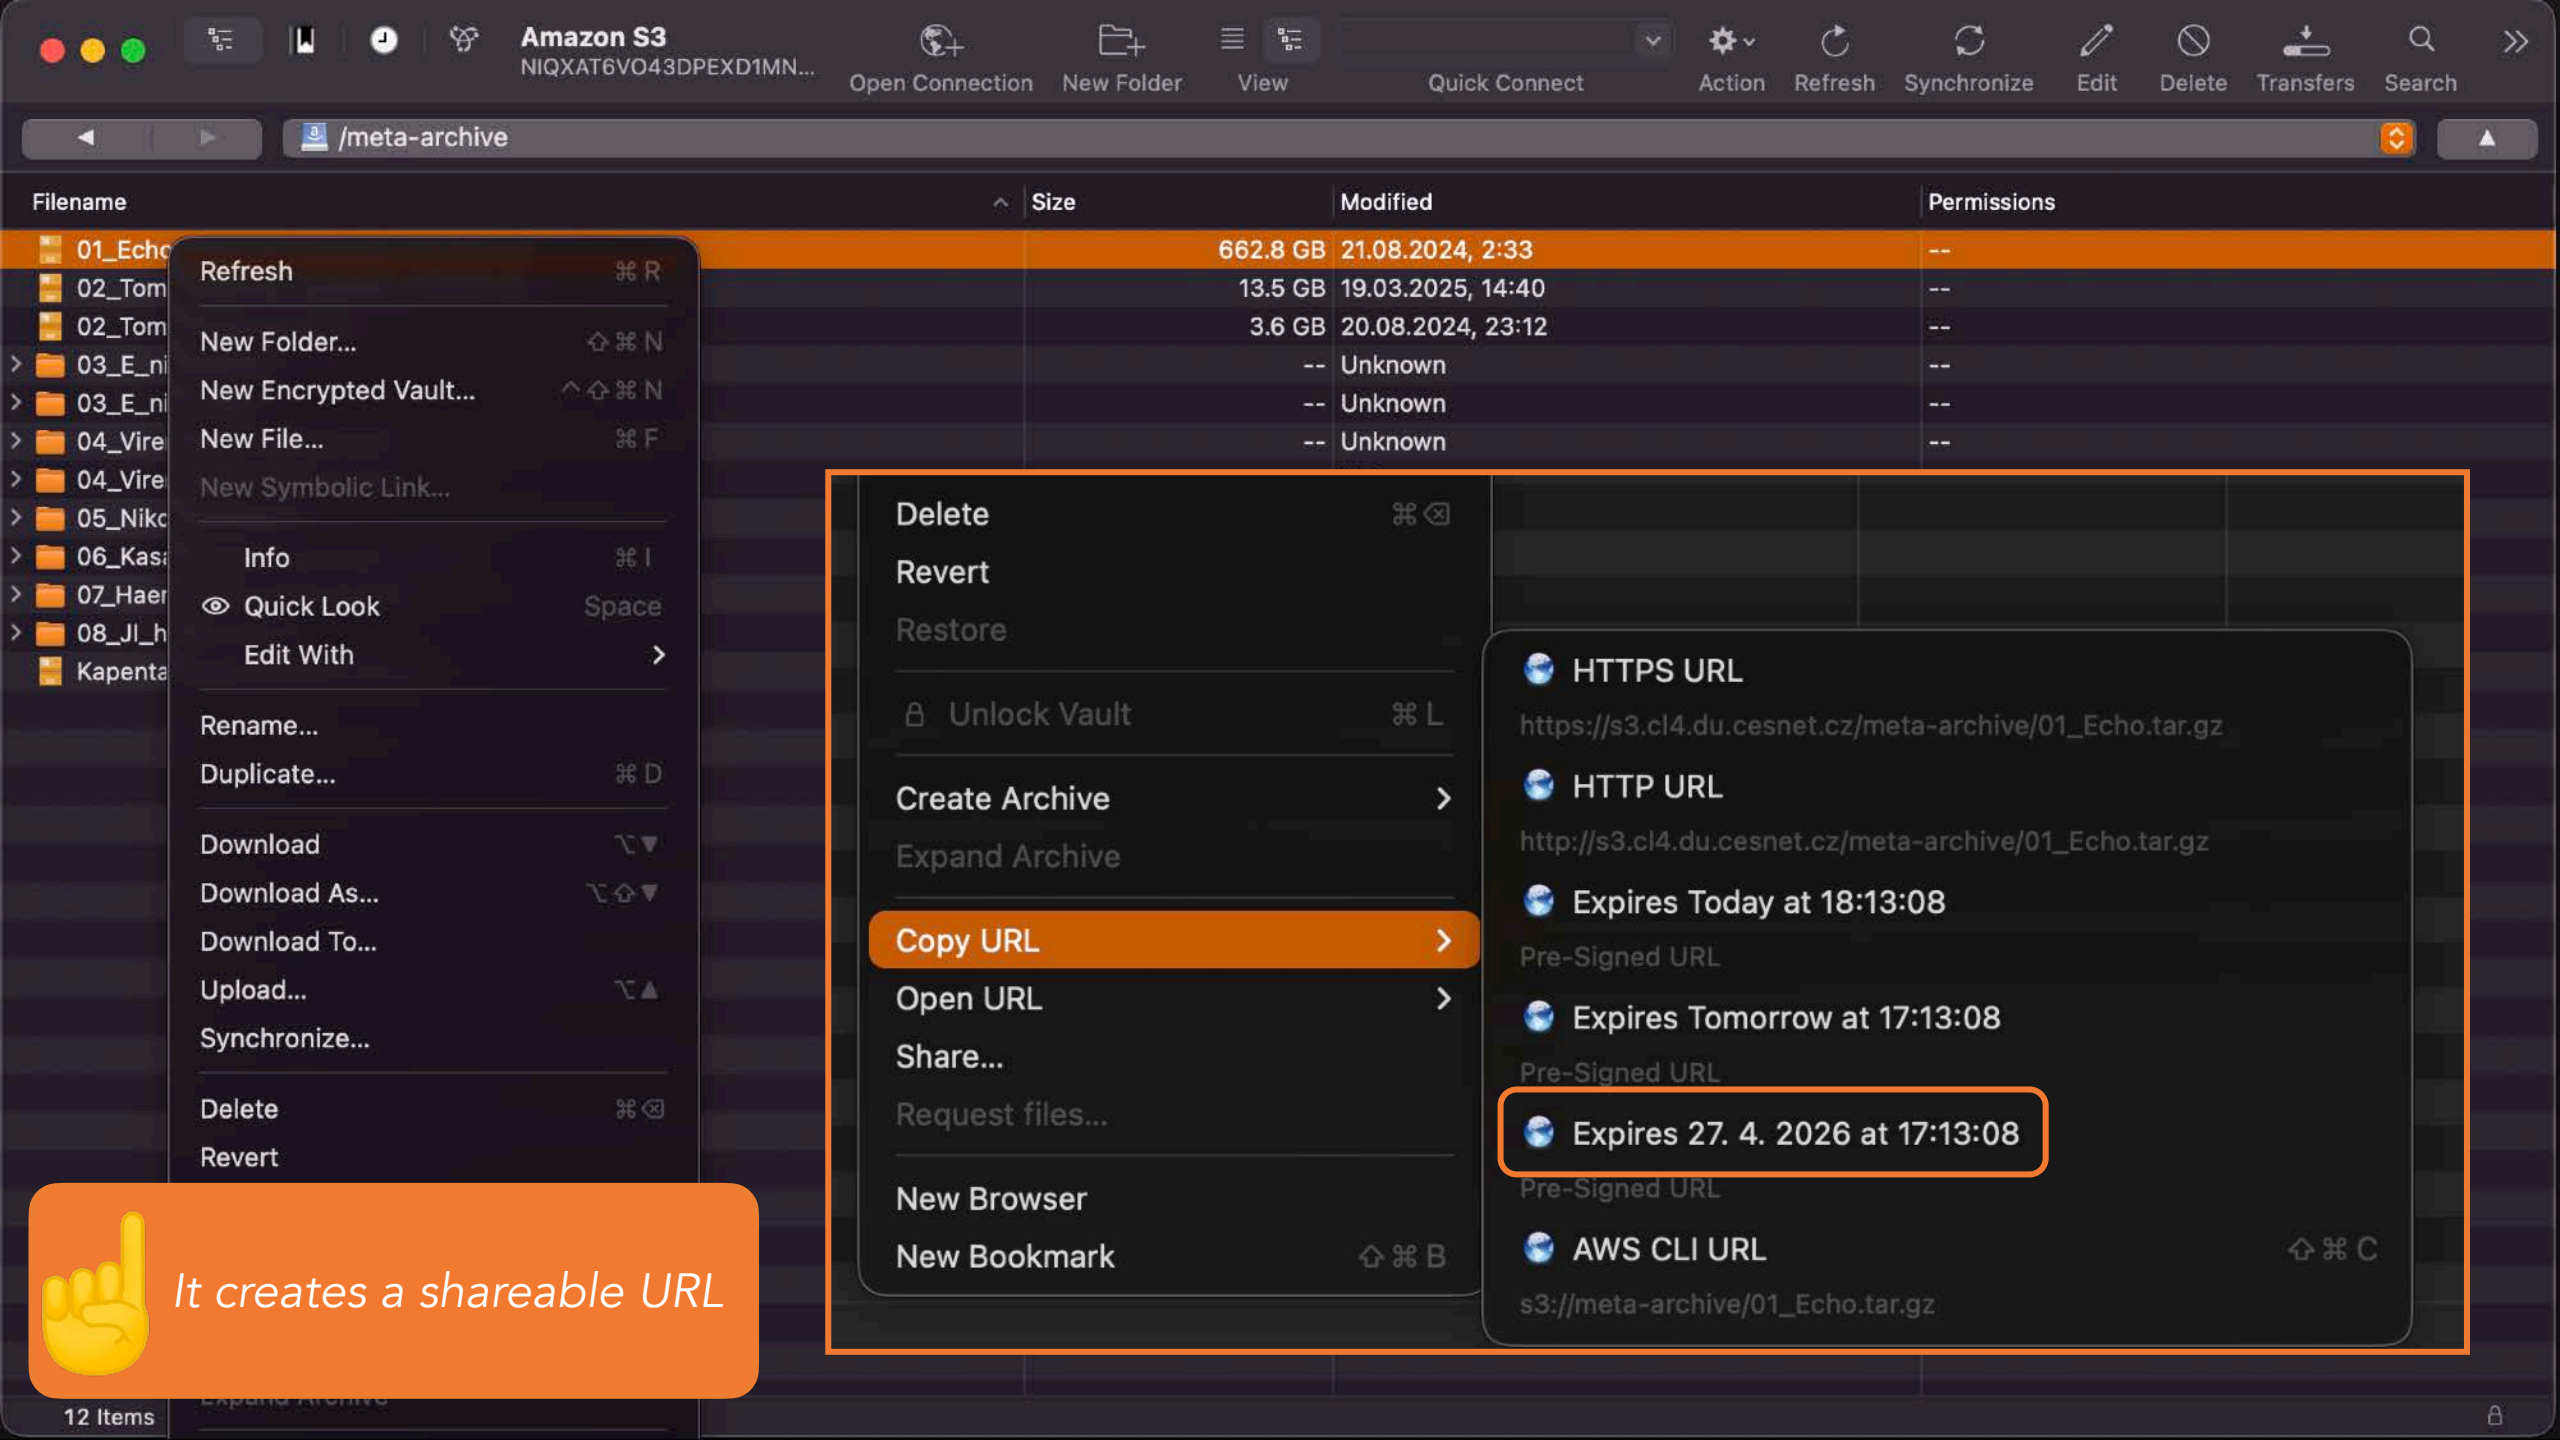 Amazon S3
NIQXAT6VO43DPEXD1MN...
Open Connection
New Folder
View
Quick Connect
Action
Refresh
Synchronize
Edit
Delete
Transfers
Search
/meta-archive
Filename Size Modified Permissions
01_Echo 662.8 GB 21.08.2024, 2:33 --
02_Tom 13.5 GB 19.03.2025, 14:40 --
02_Tom 3.6 GB 20.08.2024, 23:12 --
03_E_ni -- Unknown --
03_E_ni -- Unknown --
04_Vire -- Unknown --
04_Vire
05_Niko
06_Kasa
07_Haer
08_JI_h
Kapenta
12 Items
Refresh ⌘ R
New Folder... ⇧ ⌘ N
New Encrypted Vault... ^ ⇧ ⌘ N
New File... ⌘ F
New Symbolic Link...
Info ⌘ I
Quick Look Space
Edit With
Rename...
Duplicate... ⌘ D
Download ⌥ ▼
Download As... ⌥ ⇧ ▼
Download To...
Upload... ⌥ ▲
Synchronize...
Delete ⌘ ⌫
Revert
Expand Archive
It creates a shareable URL
Delete ⌘ ⌫
Revert
Restore
Unlock Vault ⌘ L
Create Archive
Expand Archive
Copy URL
Open URL
Share...
Request files...
New Browser
New Bookmark ⇧ ⌘ B
HTTPS URL
https://s3.cl4.du.cesnet.cz/meta-archive/01_Echo.tar.gz
HTTP URL
http://s3.cl4.du.cesnet.cz/meta-archive/01_Echo.tar.gz
Expires Today at 18:13:08
Pre-Signed URL
Expires Tomorrow at 17:13:08
Pre-Signed URL
Expires 27. 4. 2026 at 17:13:08
Pre-Signed URL
AWS CLI URL ⇧ ⌘ C
s3://meta-archive/01_Echo.tar.gz